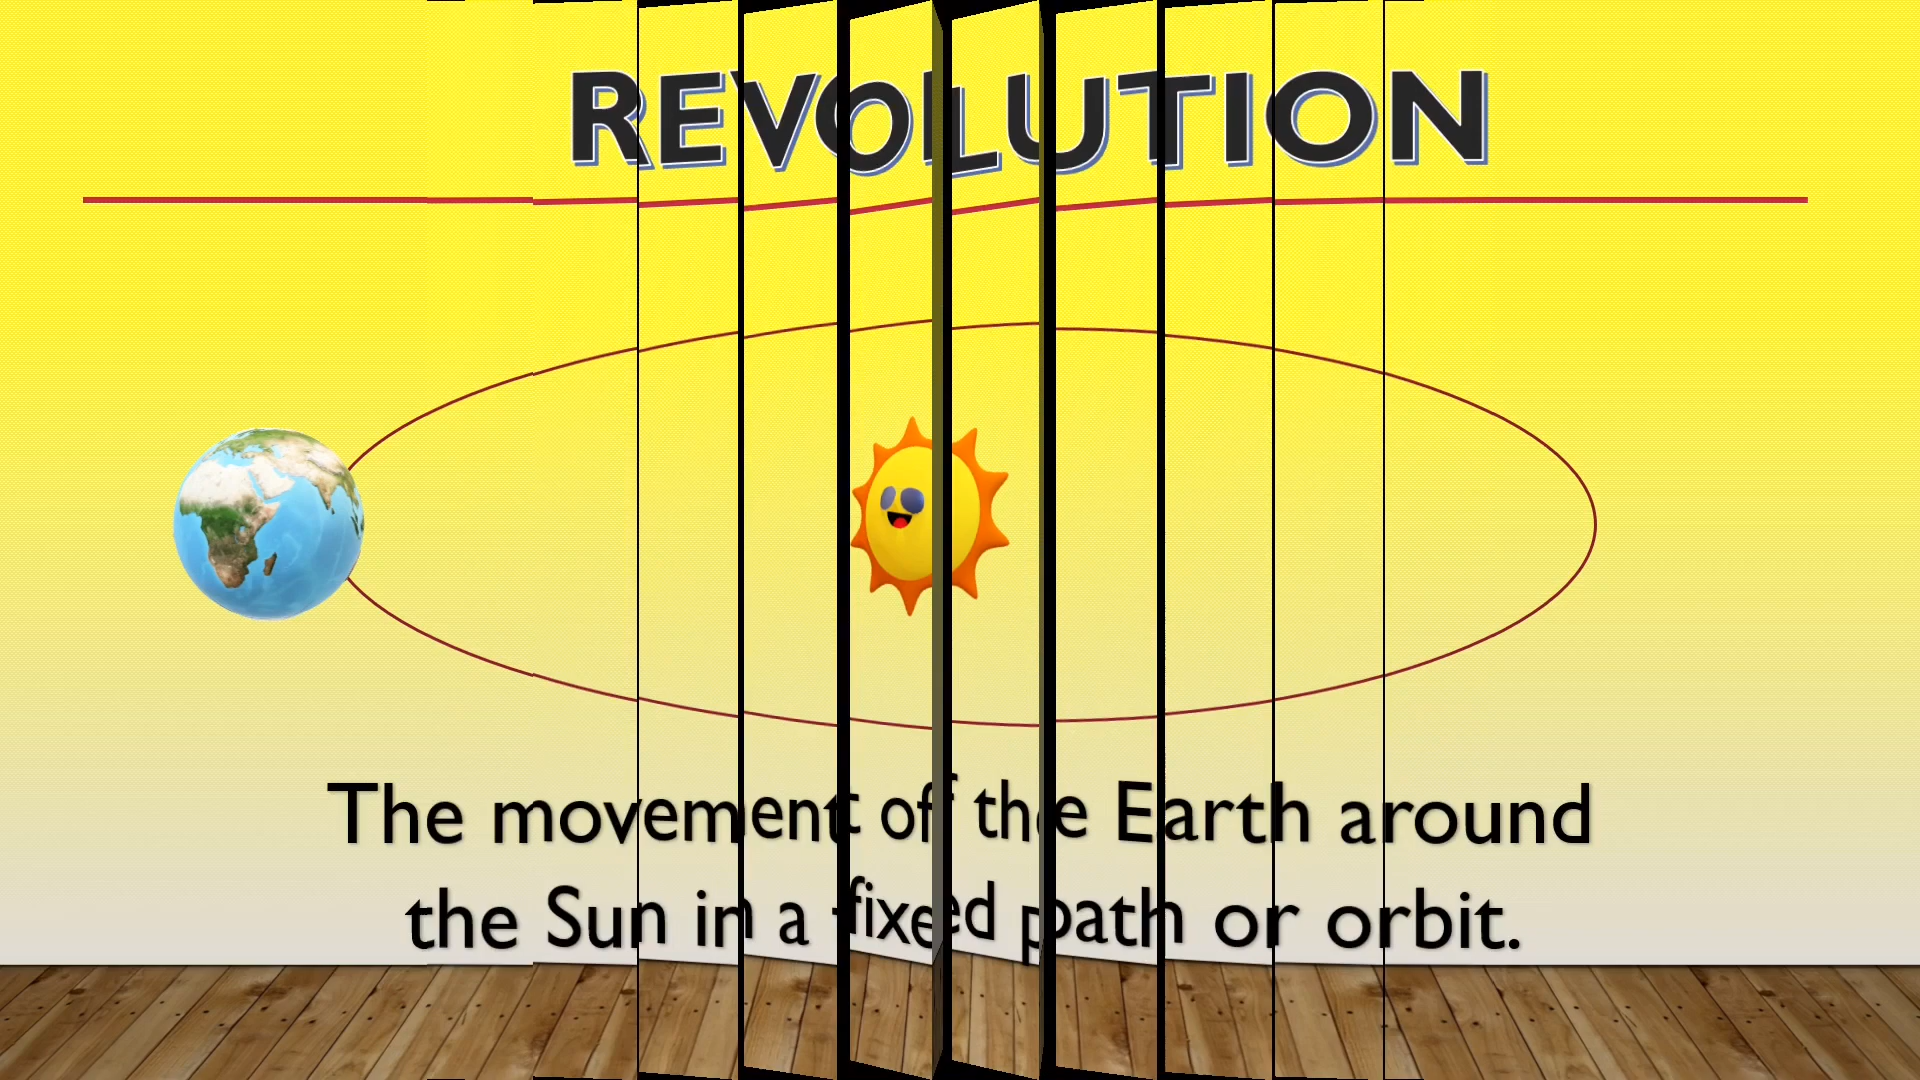 REVOLUTION
The movement of the Earth around
the Sun in a fixed path or orbit.